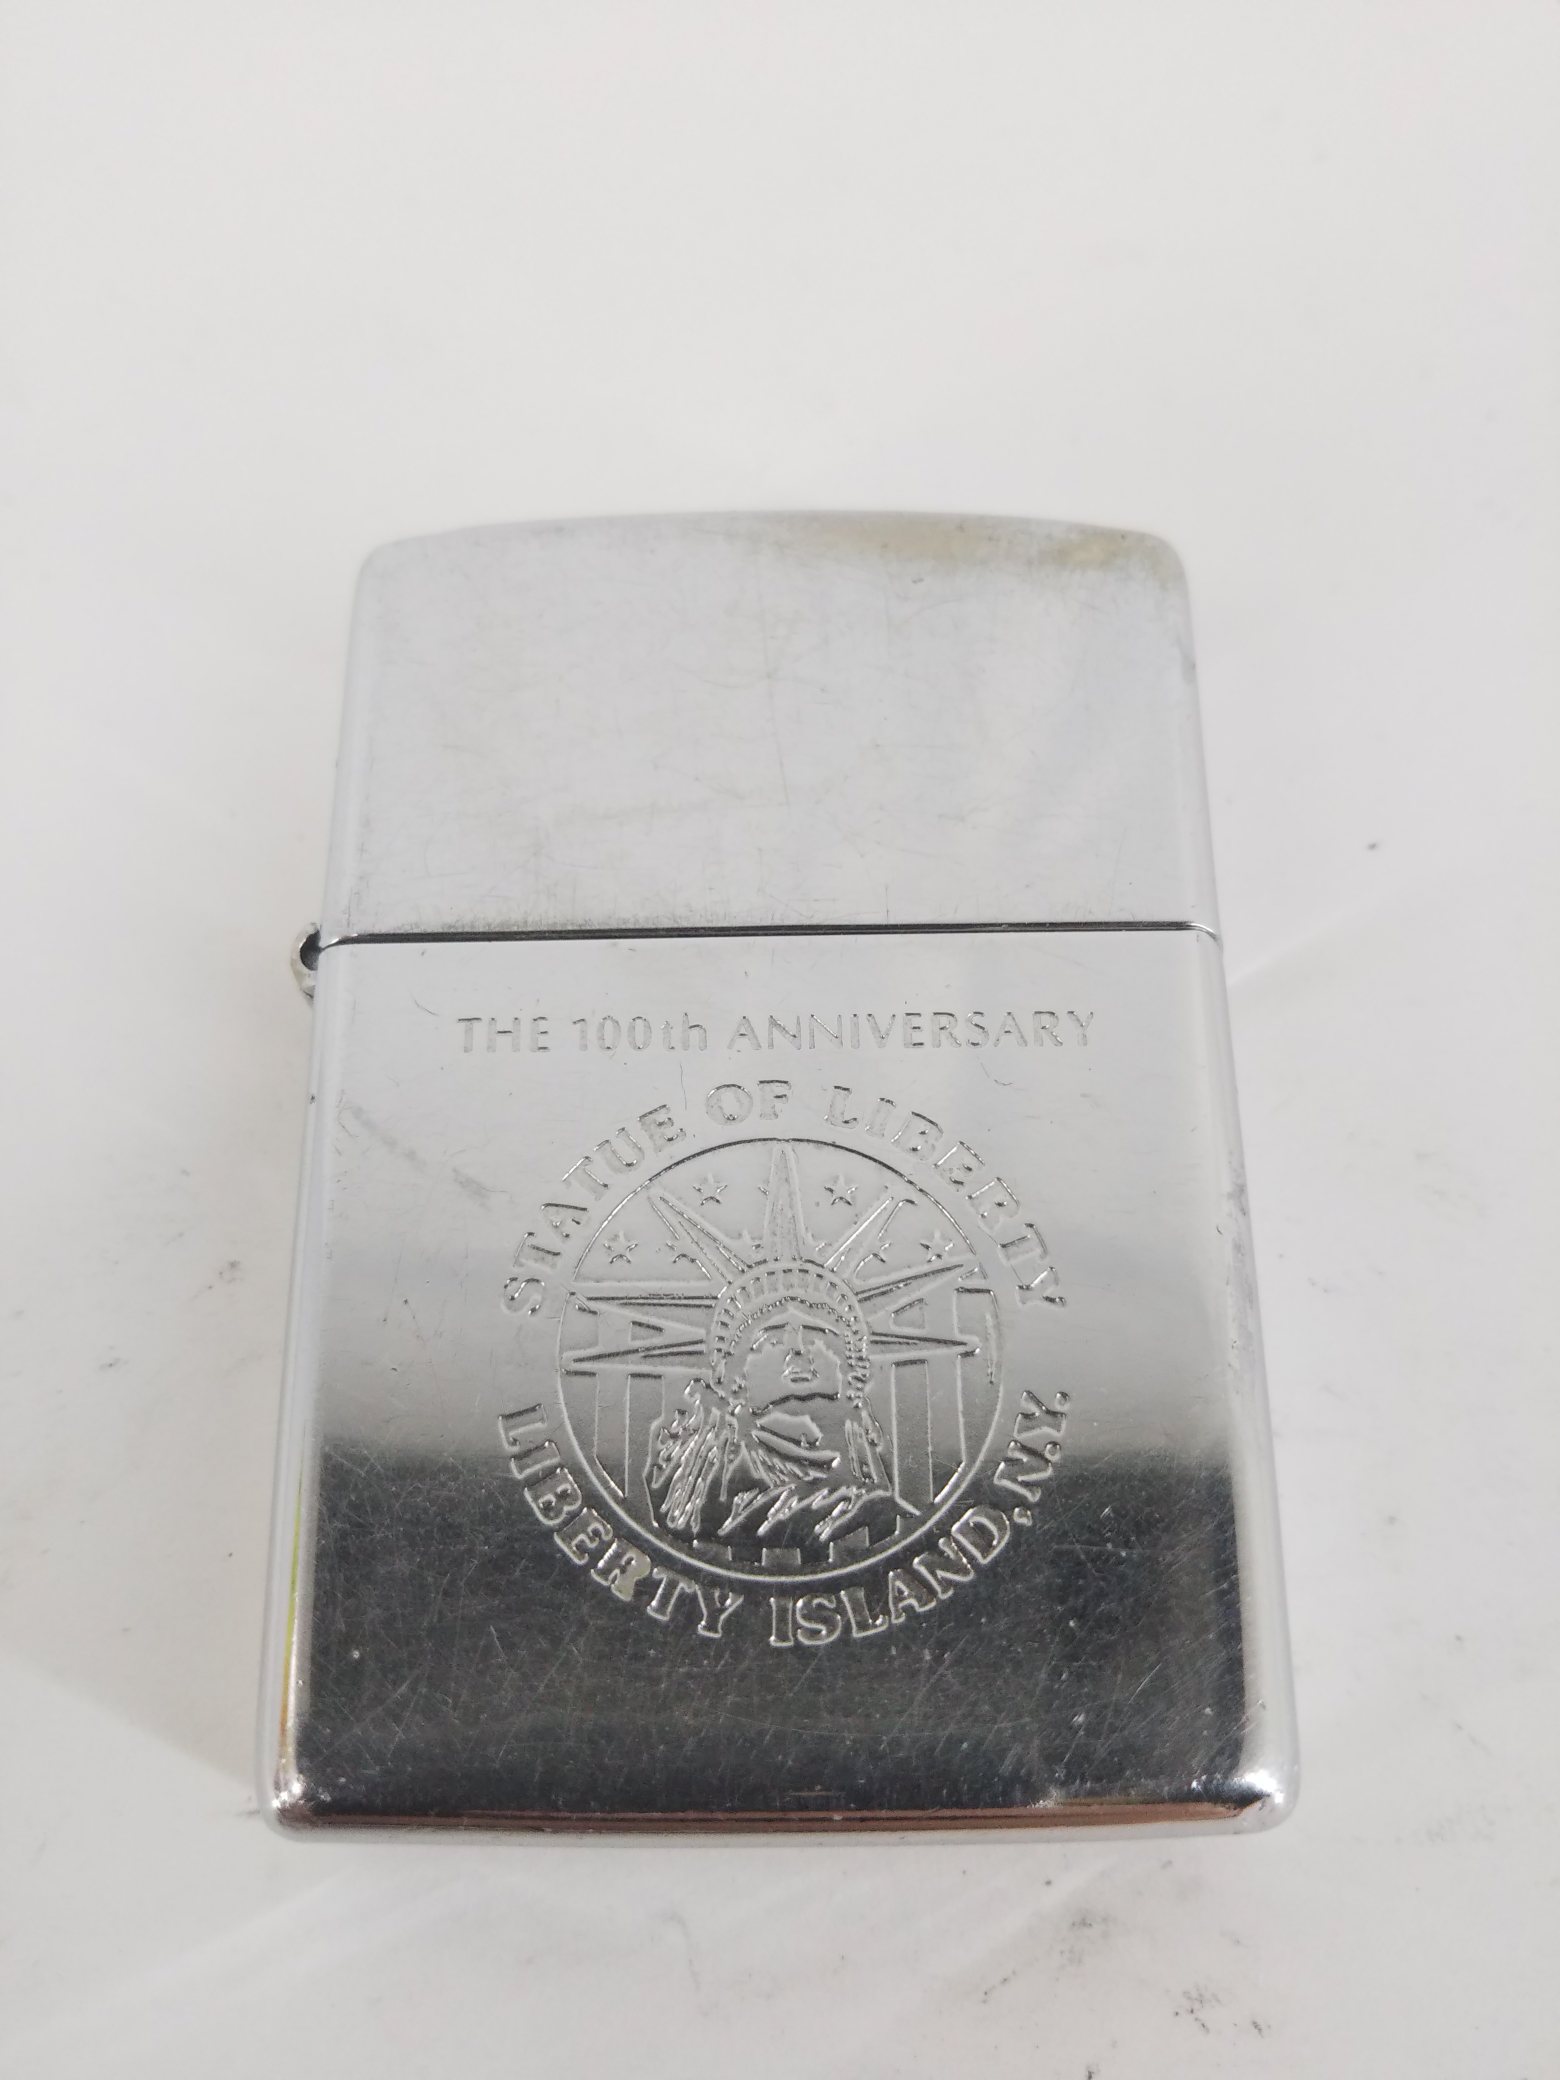 THE 100th ANNIVERSARY
STATUE OF LIBERTY
LIBERTY ISLAND, N.Y.